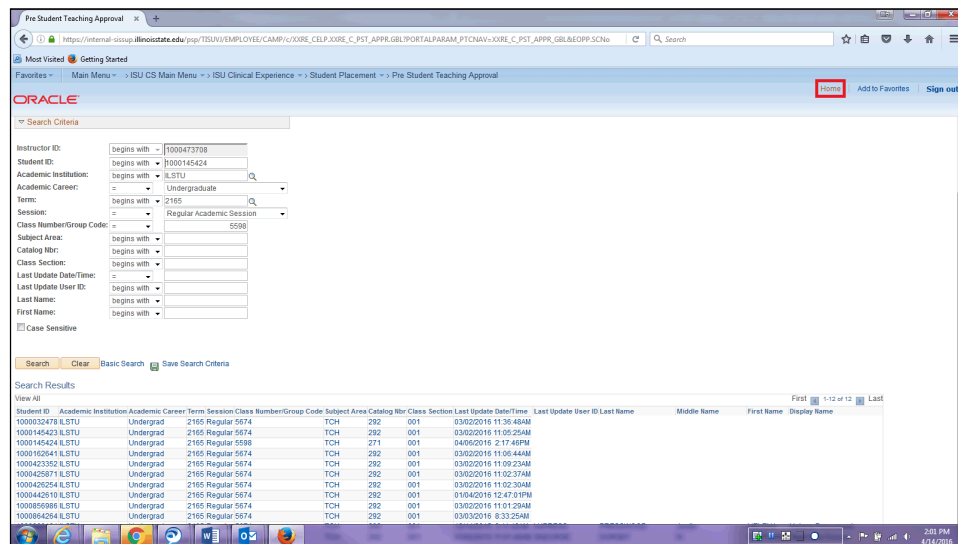 Pre Student Teaching Approval
https://internal-sissup.illinoisstate.edu/psp/TISUVJ/EMPLOYEE/CAMP/c/XXRE_CELP.XXRE_C_PST_APPR.GBL?PORTALPARAM_PTCNAV=XXRE_C_PST_APPR_GBL&EOPP.SCNo
Search
Most Visited Getting Started
Favorites Main Menu > ISU CS Main Menu > ISU Clinical Experience > Student Placement > Pre Student Teaching Approval
Home Add to Favorites Sign out
ORACLE
Search Criteria
Instructor ID: begins with 1000473708
Student ID: begins with 1000145424
Academic Institution: begins with ILSTU
Academic Career: = Undergraduate
Term: begins with 2165
Session: = Regular Academic Session
Class Number/Group Code: = 5598
Subject Area: begins with
Catalog Nbr: begins with
Class Section: begins with
Last Update Date/Time: =
Last Update User ID: begins with
Last Name: begins with
First Name: begins with
Case Sensitive
Search Clear Basic Search Save Search Criteria
Search Results
View All First 1-12 of 12 Last
Student ID Academic Institution Academic Career Term Session Class Number/Group Code Subject Area Catalog Nbr Class Section Last Update Date/Time Last Update User ID Last Name Middle Name First Name Display Name
1000032478 ILSTU Undergrad 2165 Regular 5674 TCH 292 001 03/02/2016 11:36:48AM
1000145423 ILSTU Undergrad 2165 Regular 5674 TCH 292 001 03/02/2016 11:05:25AM
1000145424 ILSTU Undergrad 2165 Regular 5598 TCH 271 001 04/06/2016 2:17:46PM
1000162641 ILSTU Undergrad 2165 Regular 5674 TCH 292 001 03/02/2016 11:06:44AM
1000423352 ILSTU Undergrad 2165 Regular 5674 TCH 292 001 03/02/2016 11:09:23AM
1000425871 ILSTU Undergrad 2165 Regular 5674 TCH 292 001 03/02/2016 11:02:37AM
1000426254 ILSTU Undergrad 2165 Regular 5674 TCH 292 001 03/02/2016 11:02:30AM
1000442610 ILSTU Undergrad 2165 Regular 5674 TCH 292 001 01/04/2016 12:47:01PM
1000856986 ILSTU Undergrad 2165 Regular 5674 TCH 292 001 03/02/2016 11:01:29AM
1000864264 ILSTU Undergrad 2165 Regular 5674 TCH 292 001 03/03/2016 8:33:25AM
2:01 PM
4/14/2016